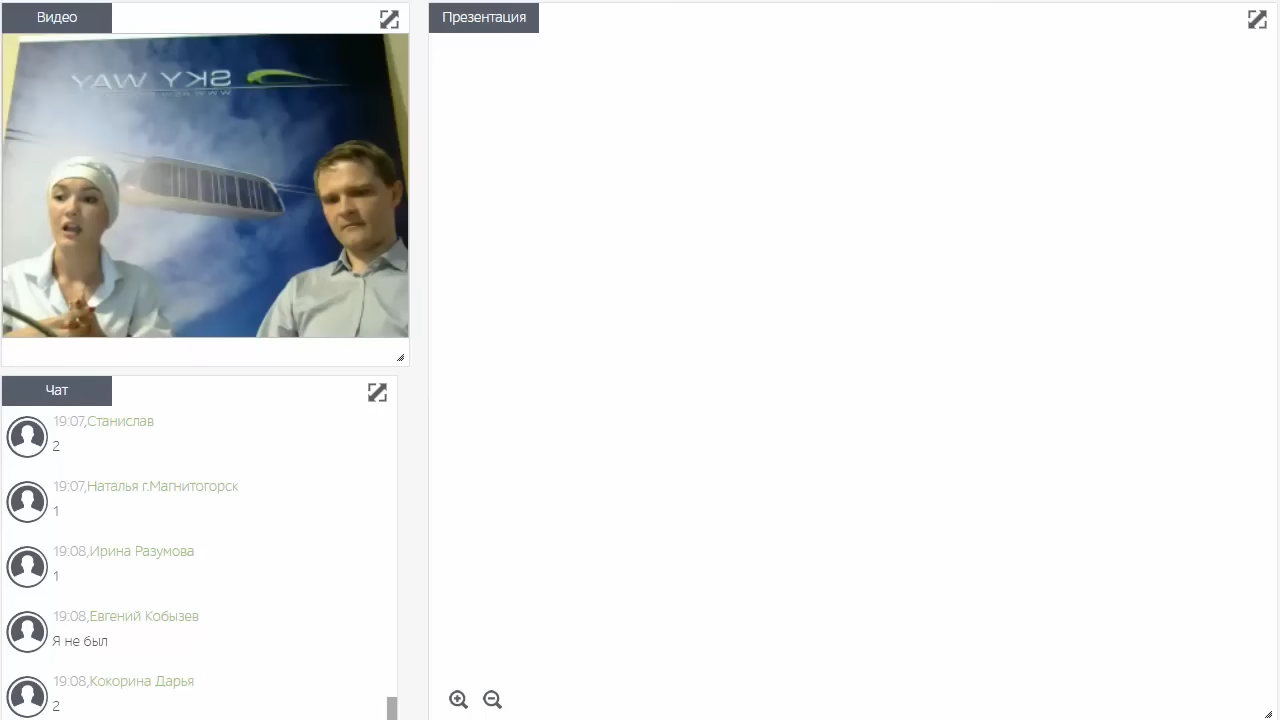 Видео
SKY WAY
Чат
19:07,Станислав
2
19:07,Наталья г.Магнитогорск
1
19:08,Ирина Разумова
1
19:08,Евгений Кобызев
Я не был
19:08,Кокорина Дарья
2
Презентация